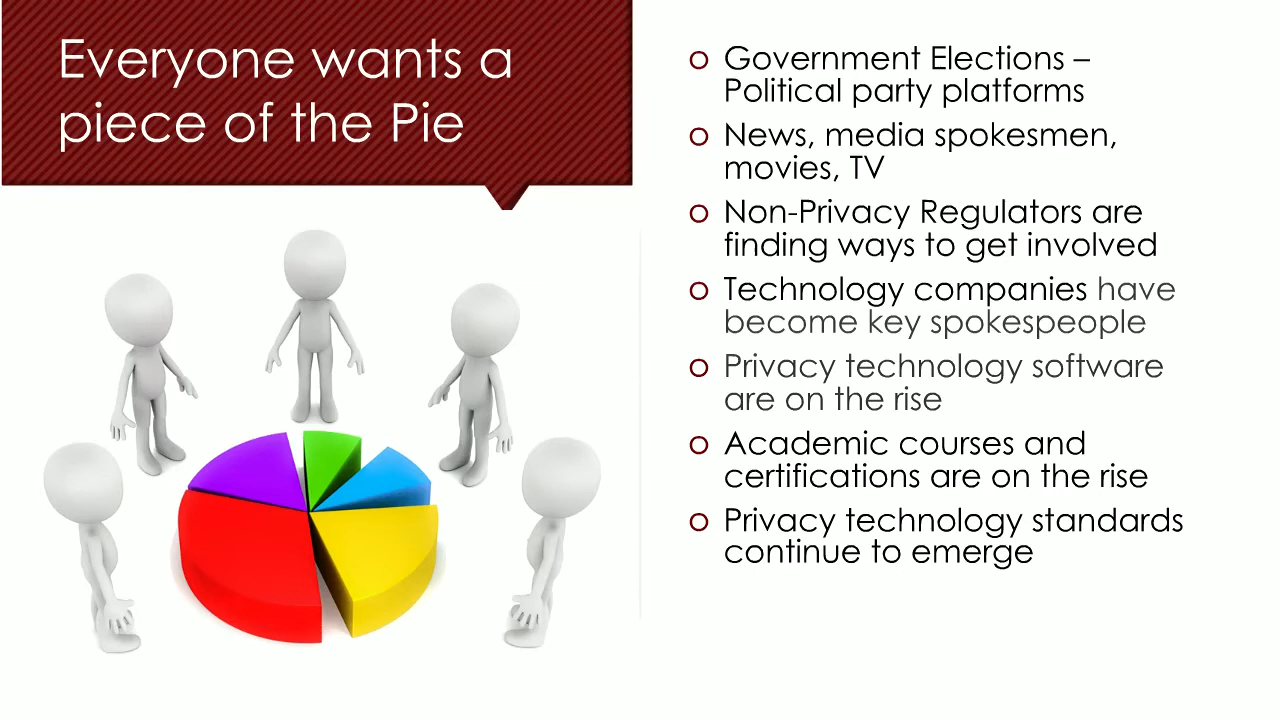 Everyone wants a
piece of the Pie
o Government Elections –
Political party platforms
o News, media spokesmen,
movies, TV
o Non-Privacy Regulators are
finding ways to get involved
o Technology companies have
become key spokespeople
o Privacy technology software
are on the rise
o Academic courses and
certifications are on the rise
o Privacy technology standards
continue to emerge